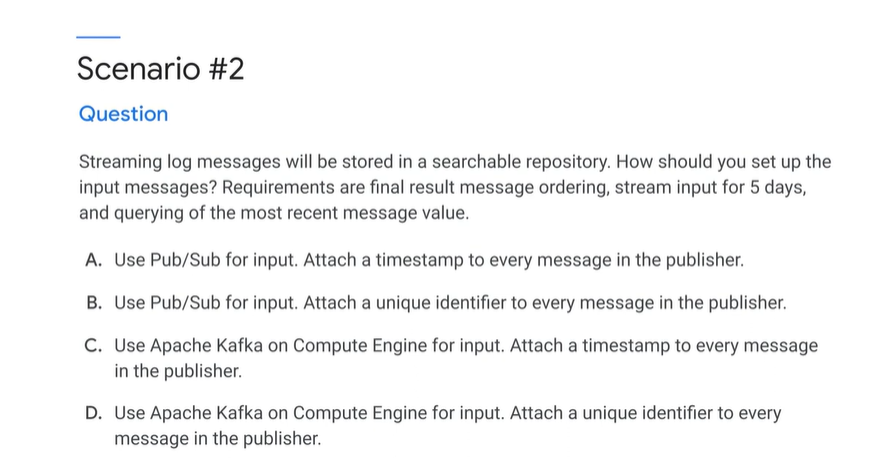 Scenario #2
Question
Streaming log messages will be stored in a searchable repository. How should you set up the
input messages? Requirements are final result message ordering, stream input for 5 days,
and querying of the most recent message value.
A. Use Pub/Sub for input. Attach a timestamp to every message in the publisher.
B. Use Pub/Sub for input. Attach a unique identifier to every message in the publisher.
C. Use Apache Kafka on Compute Engine for input. Attach a timestamp to every message
in the publisher.
D. Use Apache Kafka on Compute Engine for input. Attach a unique identifier to every
message in the publisher.